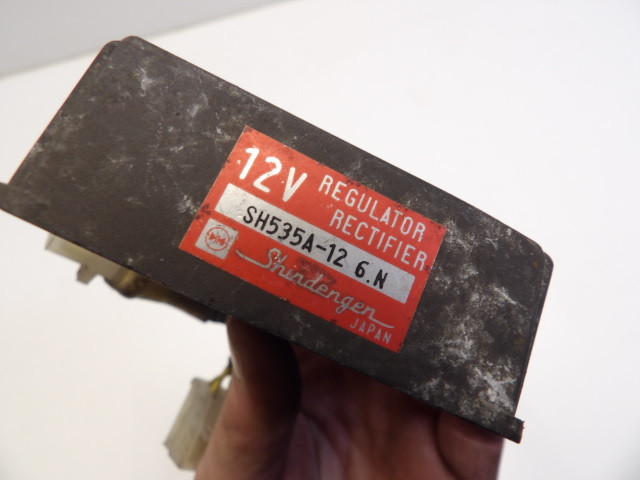 12V REGULATOR
RECTIFIER
SH535A-12 6.N
Shindengen
JAPAN